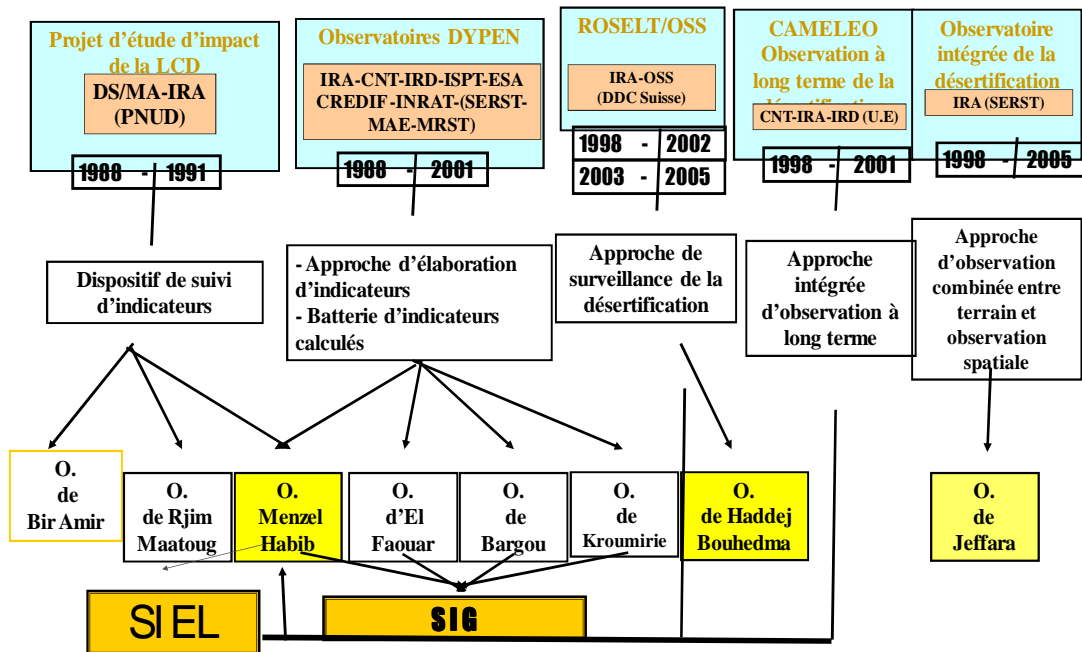 Projet d'étude d'impact
de la LCD
DS/MA-IRA
(PNUD)
1988 - 1991
Observatoires DYPEN
IRA-CNT-IRD-ISPT-ESA
CREDIF-INRAT-(SERST-
MAE-MRST)
1988 - 2001
ROSELT/OSS
IRA-OSS
(DDC Suisse)
1998 - 2002
2003 - 2005
CAMELEO
Observation à
long terme de la
désertification
CNT-IRA-IRD (U.E)
1998 - 2001
Observatoire
intégrée de la
désertification
IRA (SERST)
1998 - 2005
Dispositif de suivi
d'indicateurs
- Approche d'élaboration
d'indicateurs
- Batterie d'indicateurs
calculés
Approche de
surveillance de la
désertification
Approche
intégrée
d'observation à
long terme
Approche
d'observation
combinée entre
terrain et
observation
spatiale
O.
de
Bir Amir
O.
de Rjim
Maatoug
O.
Menzel
Habib
O.
d'El
Faouar
O.
de
Bargou
O.
de
Kroumirie
O.
de Haddej
Bouhedma
O.
de
Jeffara
SIEL
SIG